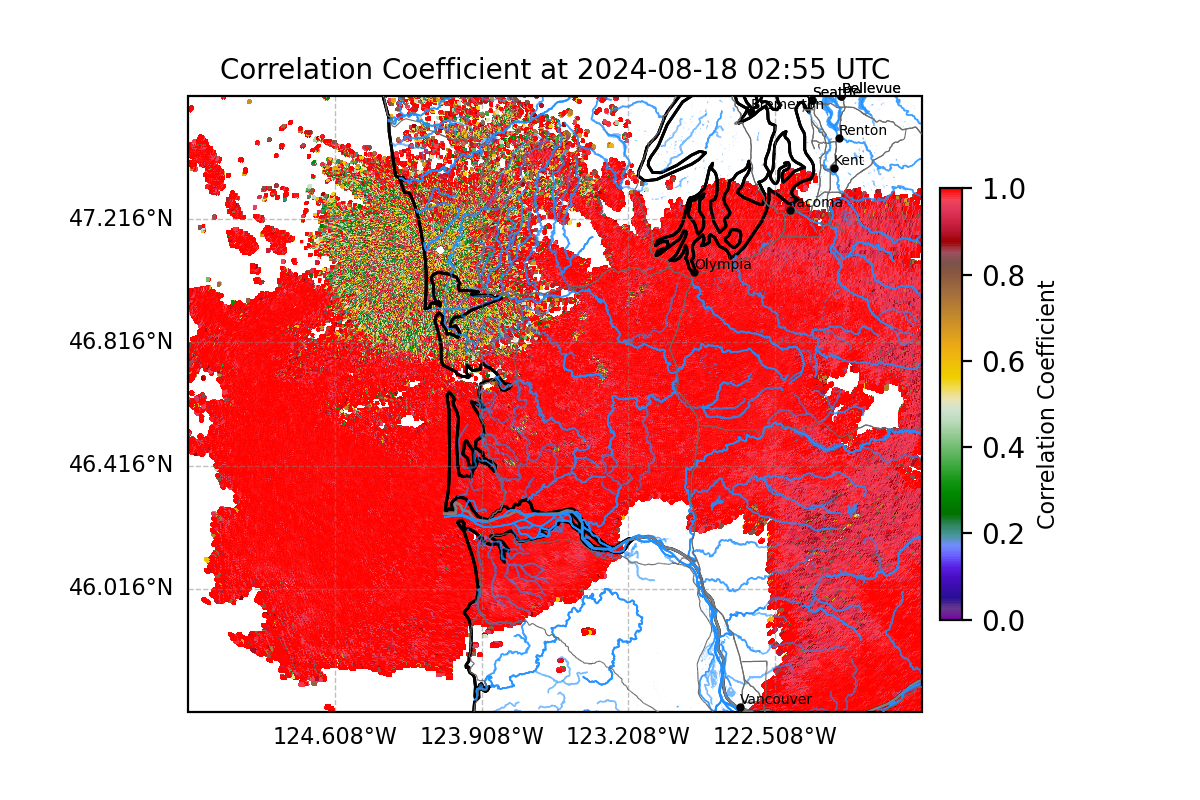 Correlation Coefficient at 2024-08-18 02:55 UTC
Seattle
Bellevue
Bremerton
Renton
Kent
Tacoma
Olympia
Vancouver
47.216°N
46.816°N
46.416°N
46.016°N
124.608°W
123.908°W
123.208°W
122.508°W
1.0
0.8
0.6
0.4
0.2
0.0
Correlation Coefficient